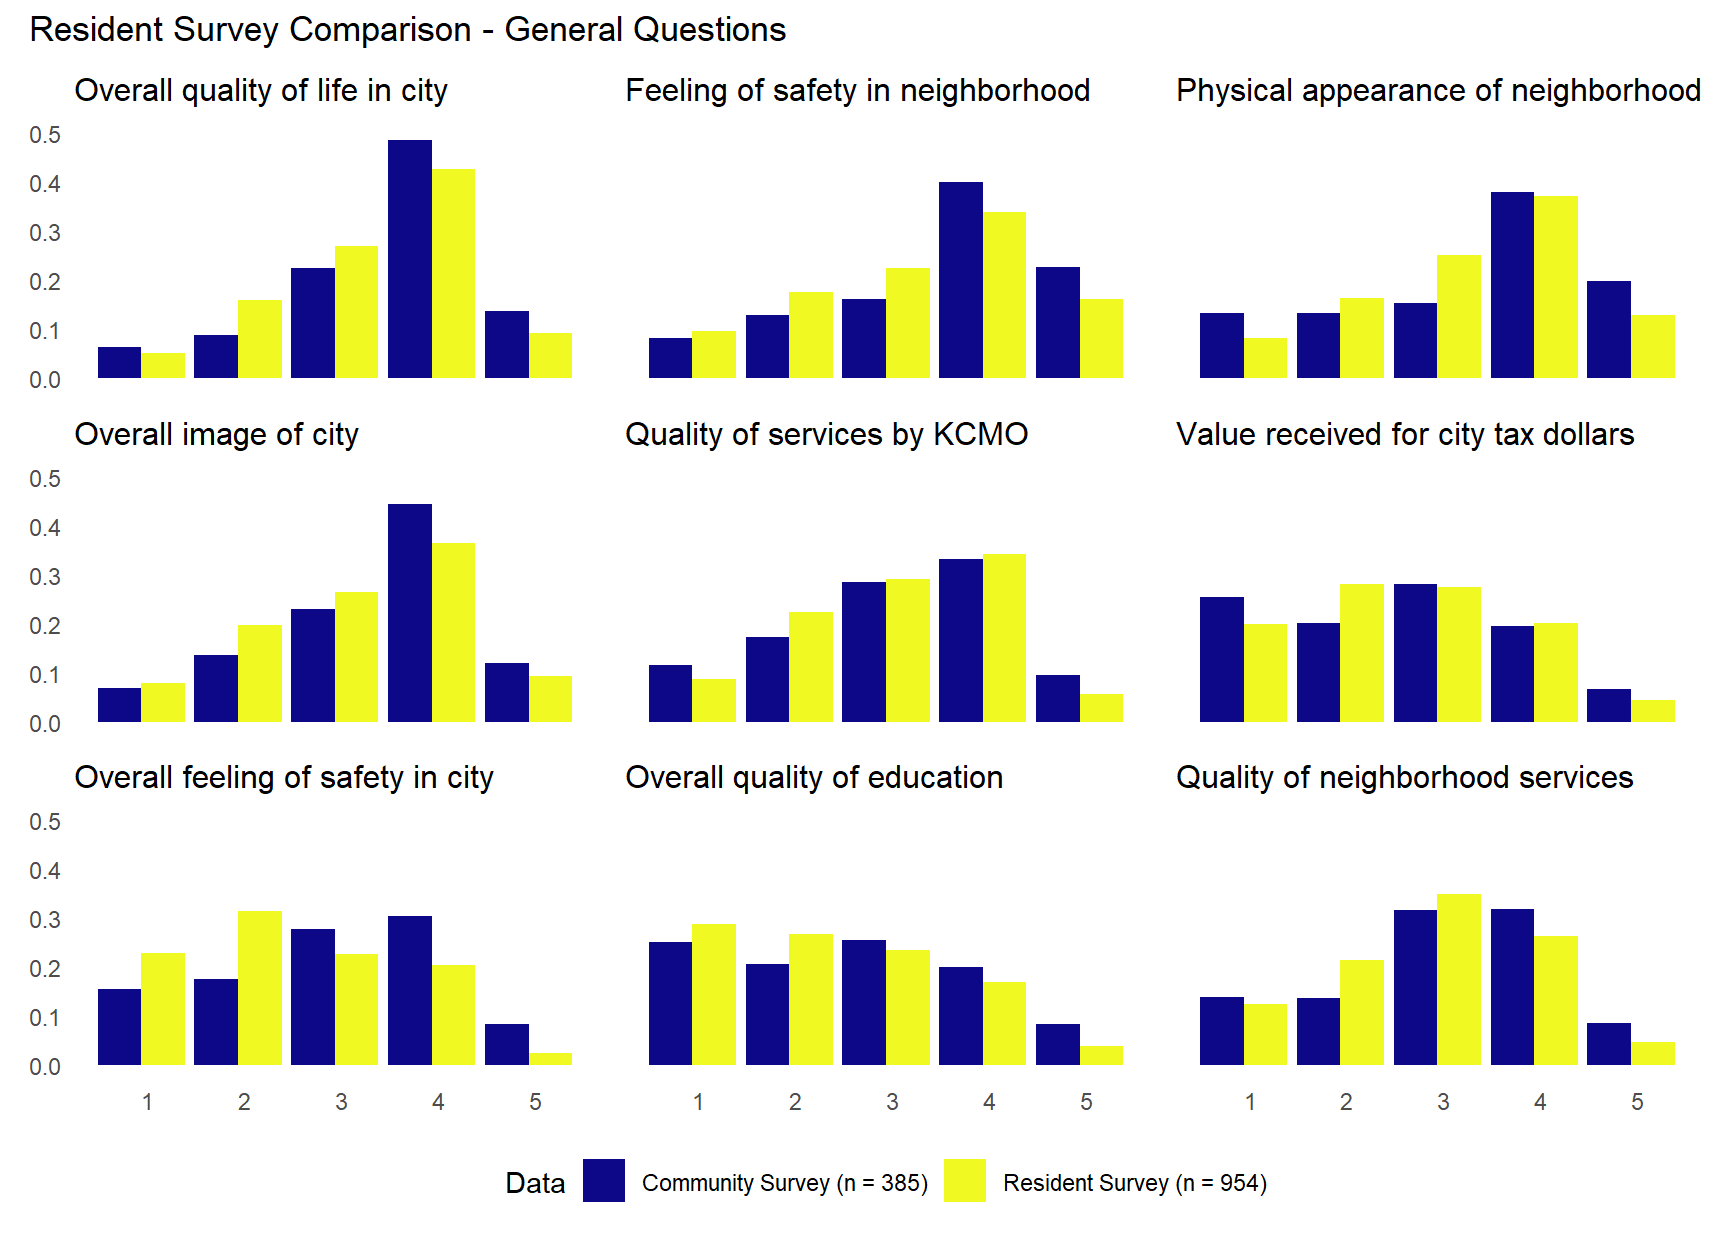 Resident Survey Comparison - General Questions
Overall quality of life in city
Feeling of safety in neighborhood
Physical appearance of neighborhood
0.5
0.4
0.3
0.2
0.1
0.0
Overall image of city
Quality of services by KCMO
Value received for city tax dollars
0.5
0.4
0.3
0.2
0.1
0.0
Overall feeling of safety in city
Overall quality of education
Quality of neighborhood services
0.5
0.4
0.3
0.2
0.1
0.0
1 2 3 4 5
1 2 3 4 5
1 2 3 4 5
Data Community Survey (n = 385) Resident Survey (n = 954)